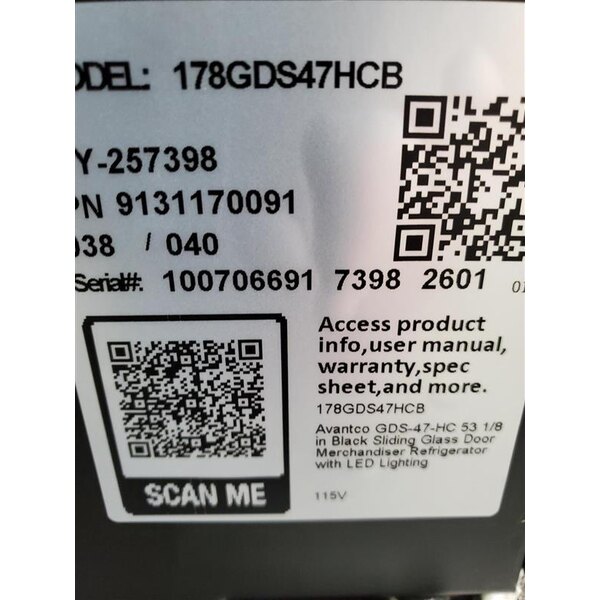 ODEL: 178GDS47HCB
Y-257398
PN 9131170091
038 / 040
Serial#: 100706691 7398 2601 01
SCAN ME
Access product
info,user manual,
warranty,spec
sheet,and more.
178GDS47HCB
Avantco GDS-47-HC 53 1/8
in Black Sliding Glass Door
Merchandiser Refrigerator
with LED Lighting
115V